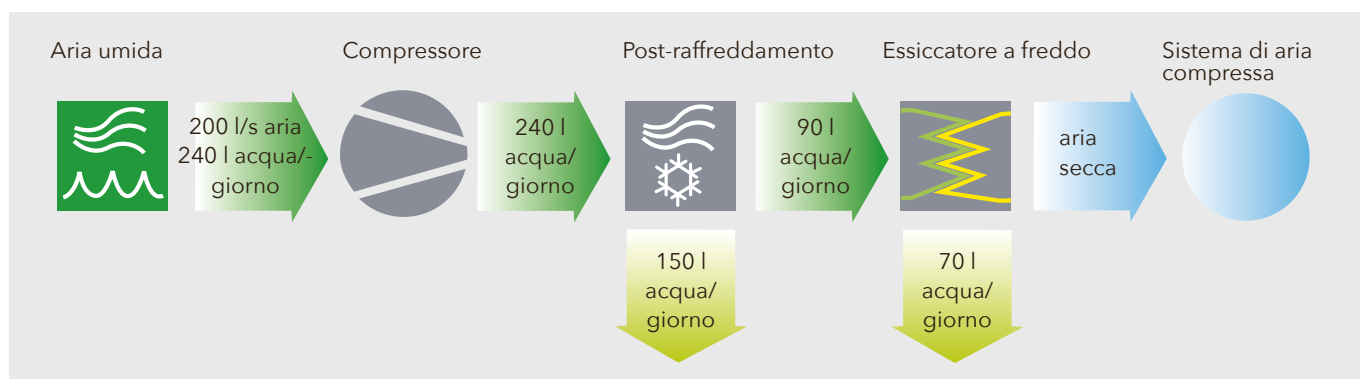 Aria umida
Compressore
Post-raffreddamento
Essiccatore a freddo
Sistema di aria
compressa
200 l/s aria
240 l acqua/-
giorno
240 l
acqua/
giorno
90 l
acqua/
giorno
aria
secca
150 l
acqua/
giorno
70 l
acqua/
giorno